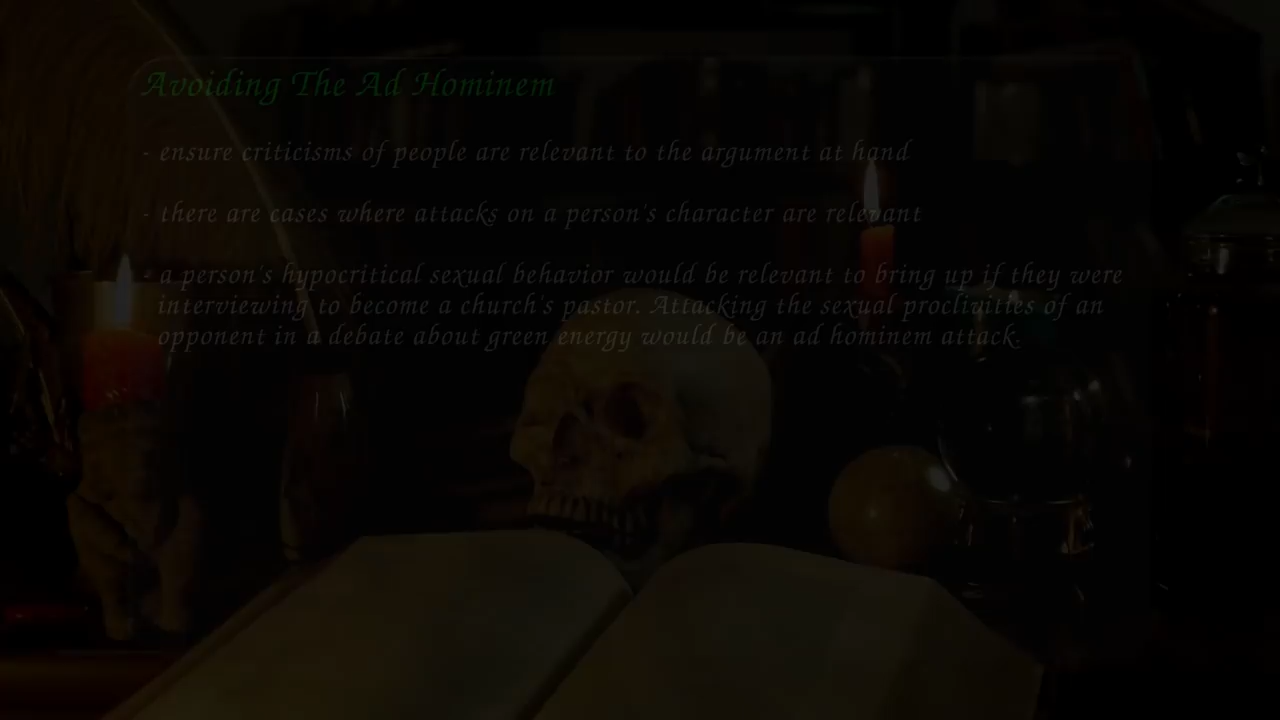 Avoiding The Ad Hominem
- ensure criticisms of people are relevant to the argument at hand
- there are cases where attacks on a person's character are relevant
- a person's hypocritical sexual behavior would be relevant to bring up if they were
interviewing to become a church's pastor. Attacking the sexual proclivities of an
opponent in a debate about green energy would be an ad hominem attack.